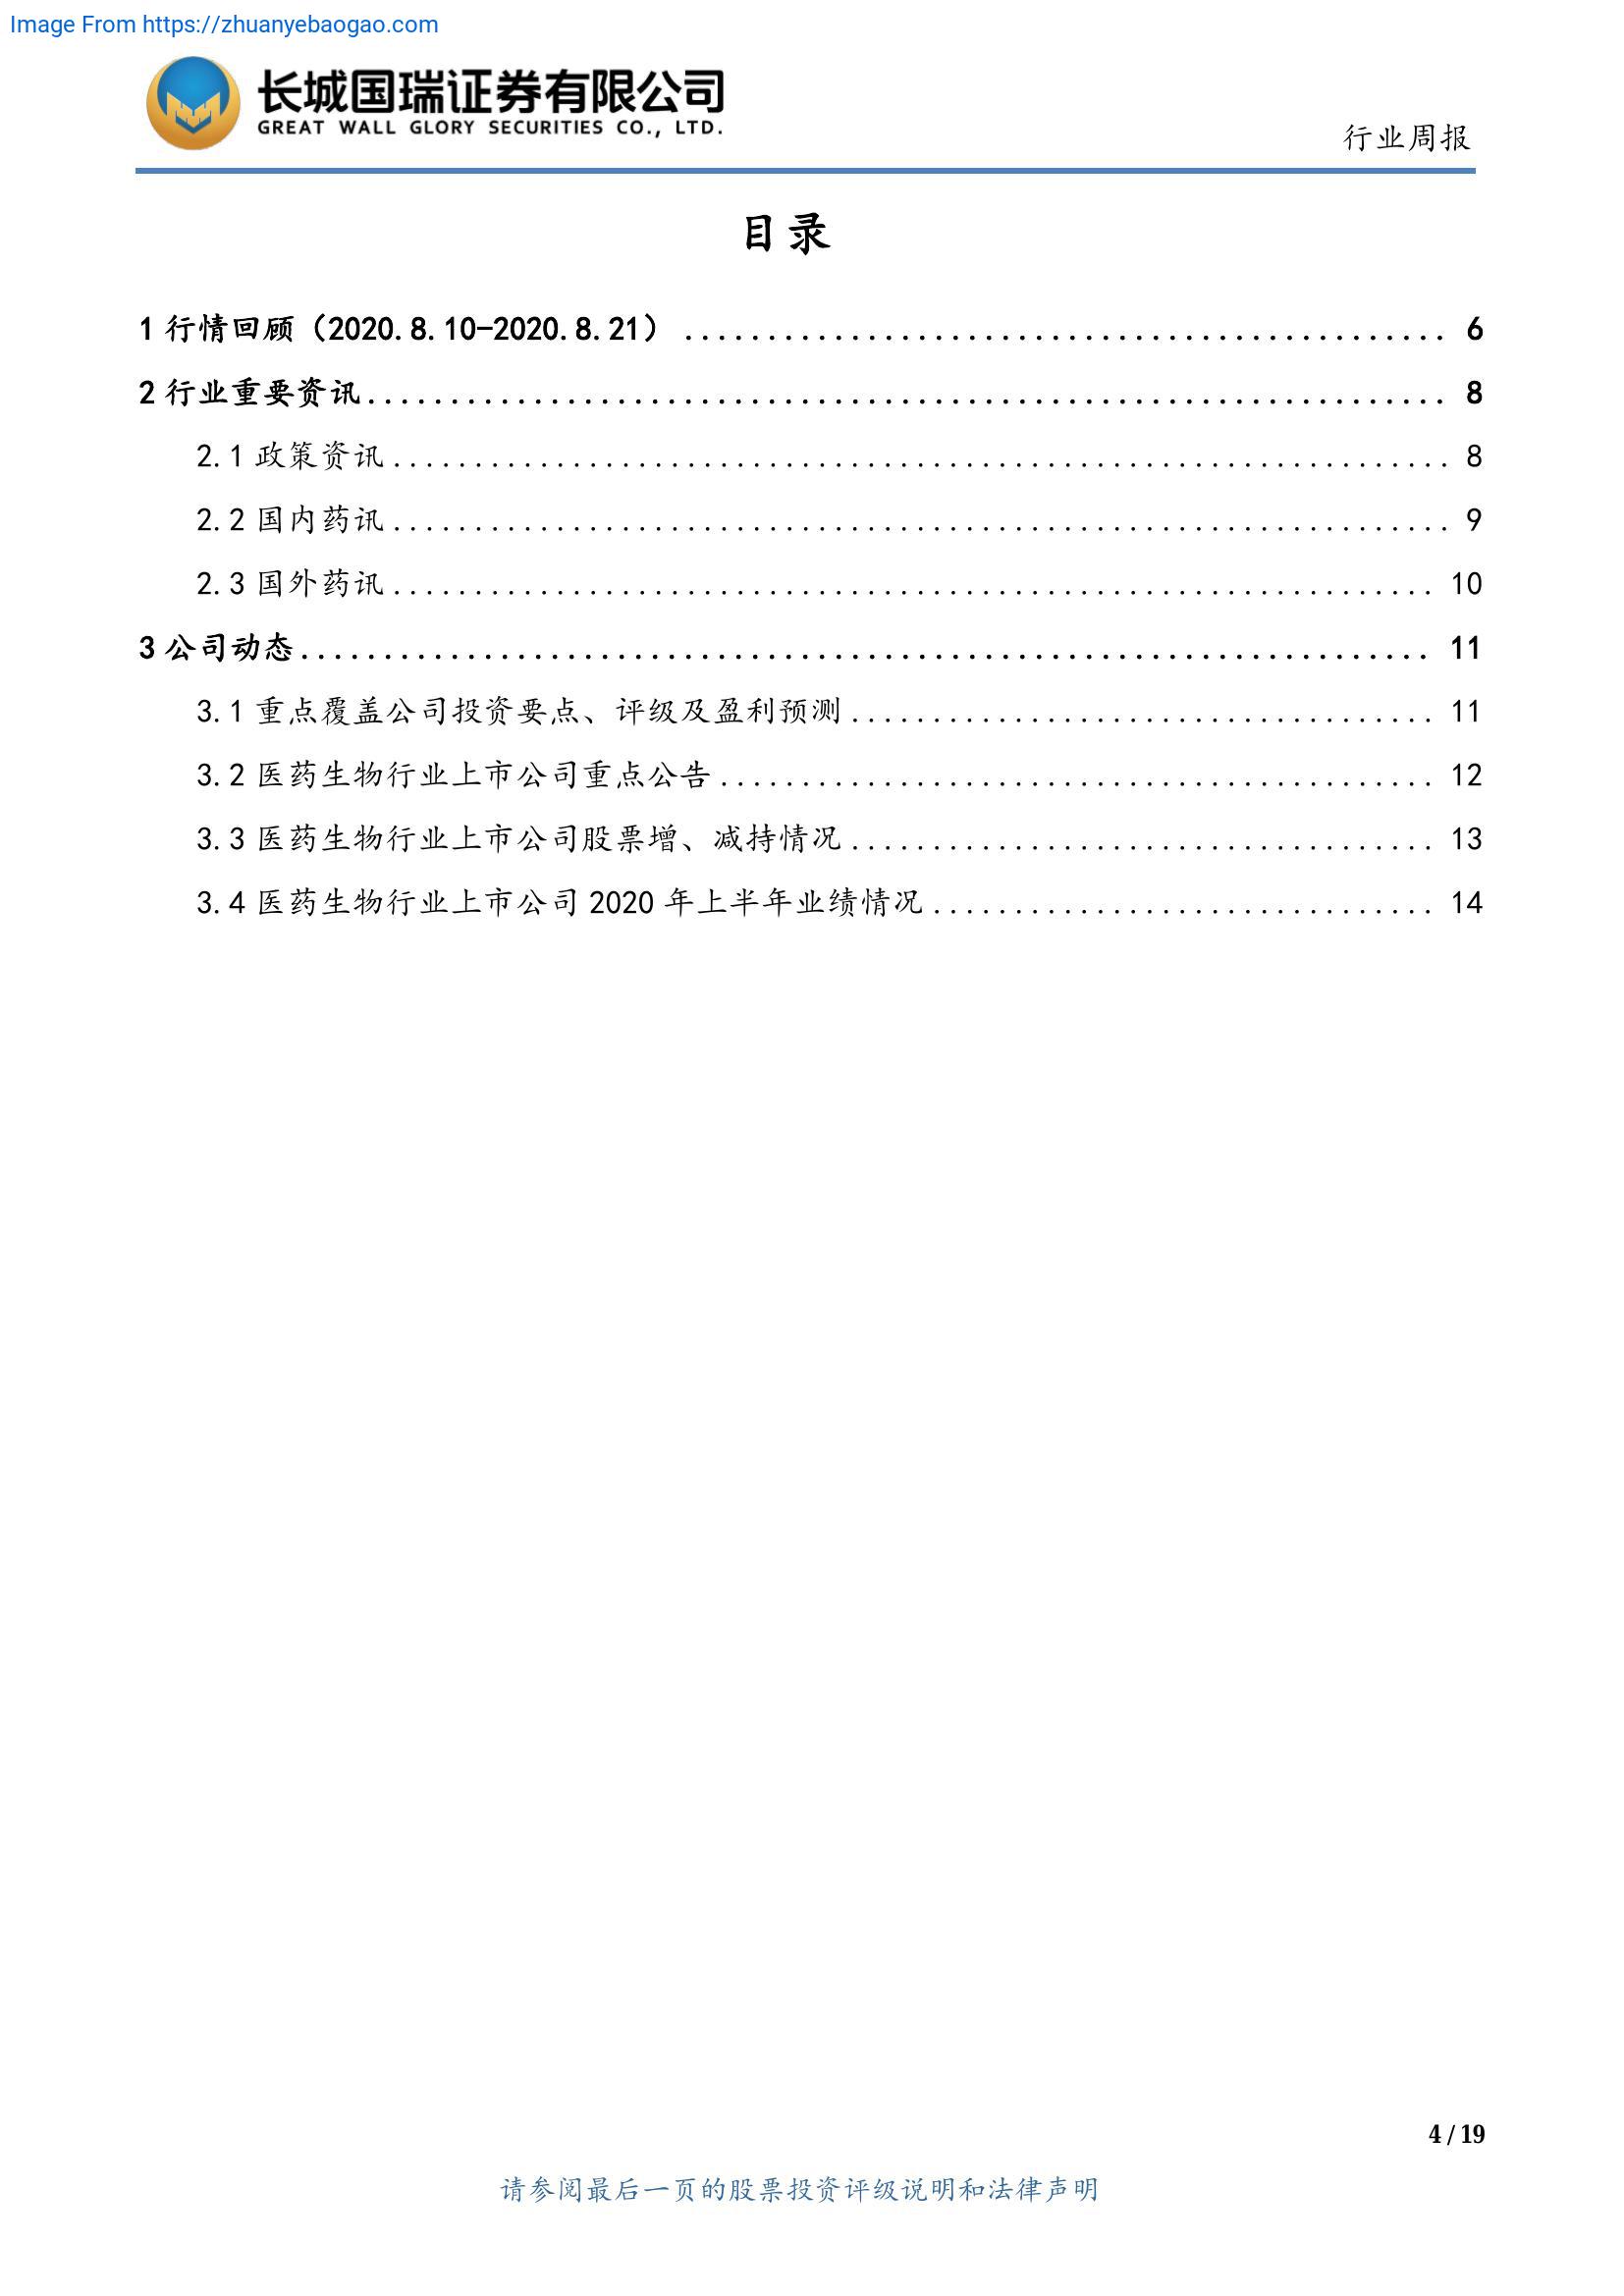 Image From https://zhuanyebaogao.com
长城国瑞证券有限公司
GREAT WALL GLORY SECURITIES CO., LTD.
行业周报
目录
1 行情回顾（2020.8.10-2020.8.21） .............................................. 6
2 行业重要资讯................................................................. 8
2.1 政策资讯................................................................. 8
2.2 国内药讯................................................................. 9
2.3 国外药讯................................................................ 10
3 公司动态.................................................................... 11
3.1 重点覆盖公司投资要点、评级及盈利预测.................................... 11
3.2 医药生物行业上市公司重点公告............................................ 12
3.3 医药生物行业上市公司股票增、减持情况.................................... 13
3.4 医药生物行业上市公司 2020 年上半年业绩情况............................... 14
4 / 19
请参阅最后一页的股票投资评级说明和法律声明